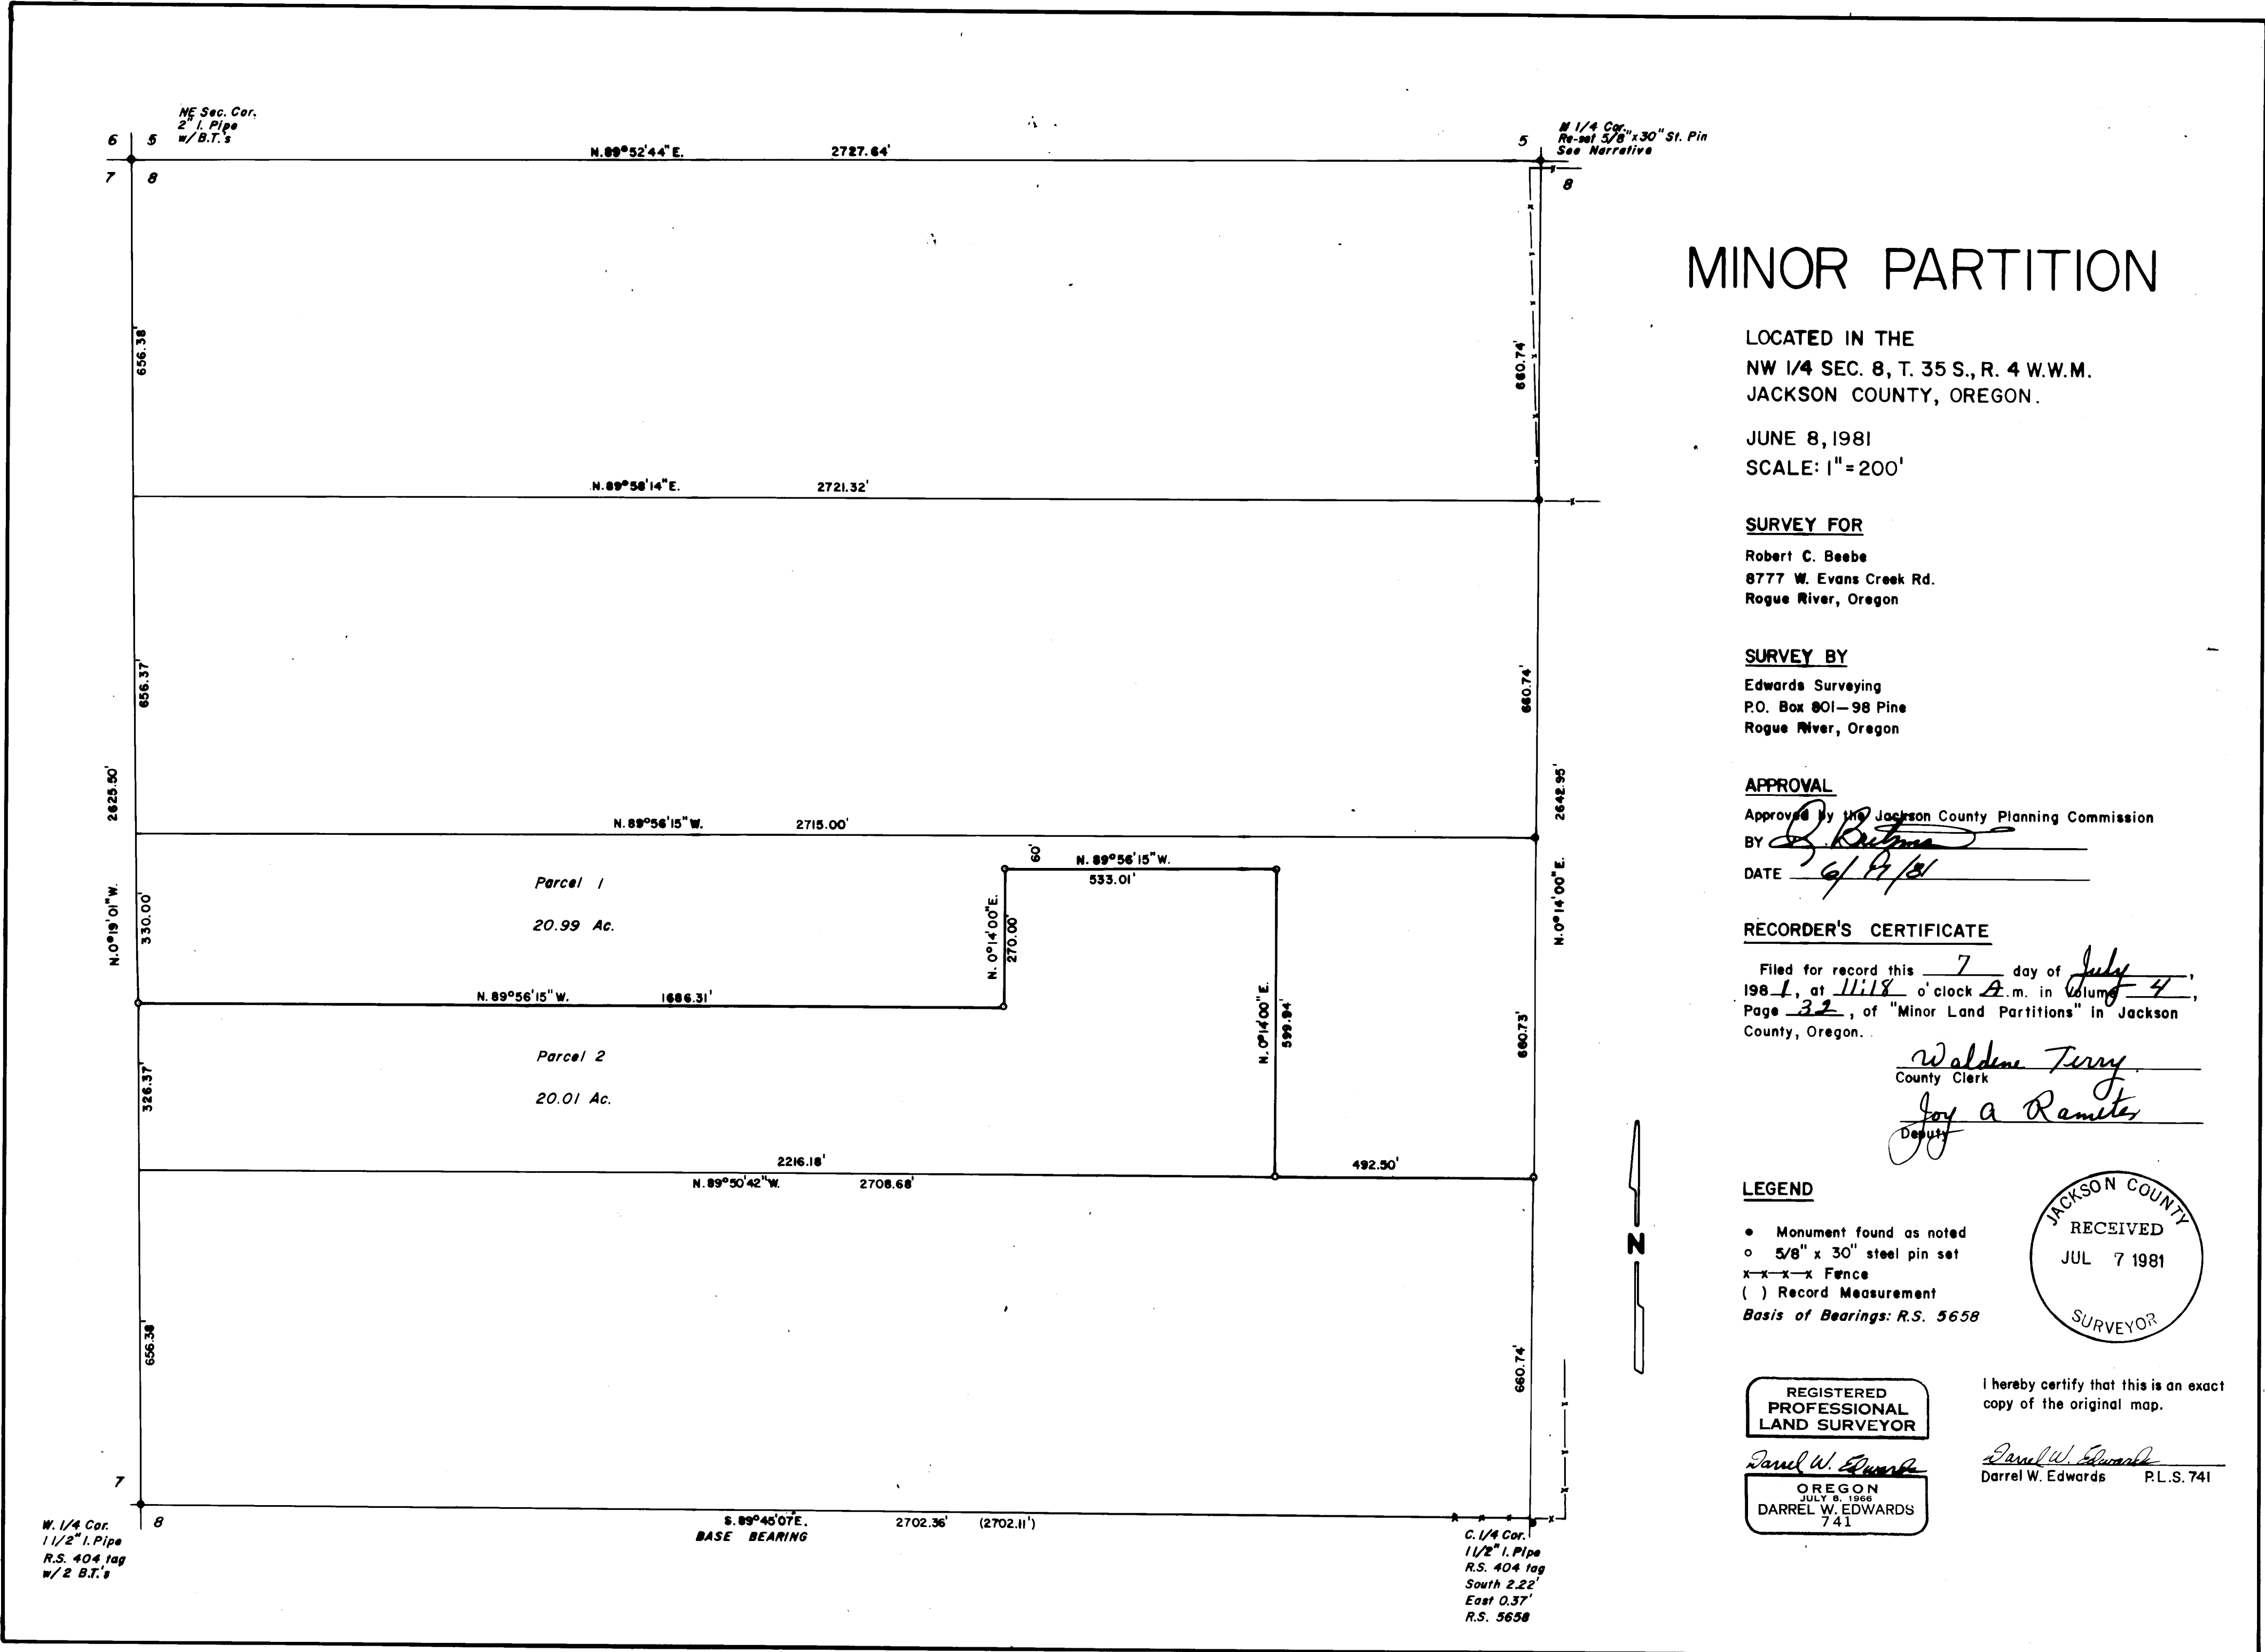 NE Sec. Cor.
2" I. Pipe
w/ B.T.'s
6 5
7 8
N.89°52'44"E. 2727.64'
5
N 1/4 Cor.
Re-set 5/8"x30" St. Pin
See Narrative
8
656.38'
660.74'
N.89°58'14"E. 2721.32'
656.37'
660.74'
2625.50'
N.0°19'01"W.
2642.95'
N.0°14'00"E.
N.89°56'15"W. 2715.00'
60'
N. 89°56'15"W.
533.01'
Parcel 1
20.99 Ac.
330.00'
N. 0°14'00"E.
270.00'
N. 89°56'15"W. 1686.31'
N. 0°14'00"E.
599.94'
660.73'
Parcel 2
20.01 Ac.
326.37'
2216.18' 492.50'
N.89°50'42"W. 2708.68'
656.38'
660.74'
7
8
W. 1/4 Cor.
1 1/2" I. Pipe
R.S. 404 tag
w/ 2 B.T.'s
S.89°45'07"E. 2702.36' (2702.11')
BASE BEARING
C. 1/4 Cor.
1 1/2" I. Pipe
R.S. 404 tag
South 2.22'
East 0.37'
R.S. 5658
N
MINOR PARTITION
LOCATED IN THE
NW 1/4 SEC. 8, T. 35 S., R. 4 W.W.M.
JACKSON COUNTY, OREGON.
JUNE 8, 1981
SCALE: 1" = 200'
SURVEY FOR
Robert C. Beebe
8777 W. Evans Creek Rd.
Rogue River, Oregon
SURVEY BY
Edwards Surveying
P.O. Box 801-98 Pine
Rogue River, Oregon
APPROVAL
Approved by the Jackson County Planning Commission
BY
DATE
RECORDER'S CERTIFICATE
Filed for record this 7 day of July,
1981, at 11:18 o'clock A.m. in Volume 4,
Page 32, of "Minor Land Partitions" in Jackson
County, Oregon.
Waldene Terry
County Clerk
Joy A
Deputy
LEGEND
● Monument found as noted
○ 5/8" x 30" steel pin set
x-x-x-x Fence
( ) Record Measurement
Basis of Bearings: R.S. 5658
JACKSON COUNTY
RECEIVED
JUL 7 1981
SURVEYOR
REGISTERED
PROFESSIONAL
LAND SURVEYOR
Darrel W. Edwards
OREGON
JULY 8, 1966
DARREL W. EDWARDS
741
I hereby certify that this is an exact
copy of the original map.
Darrel W. Edwards
Darrel W. Edwards P.L.S. 741